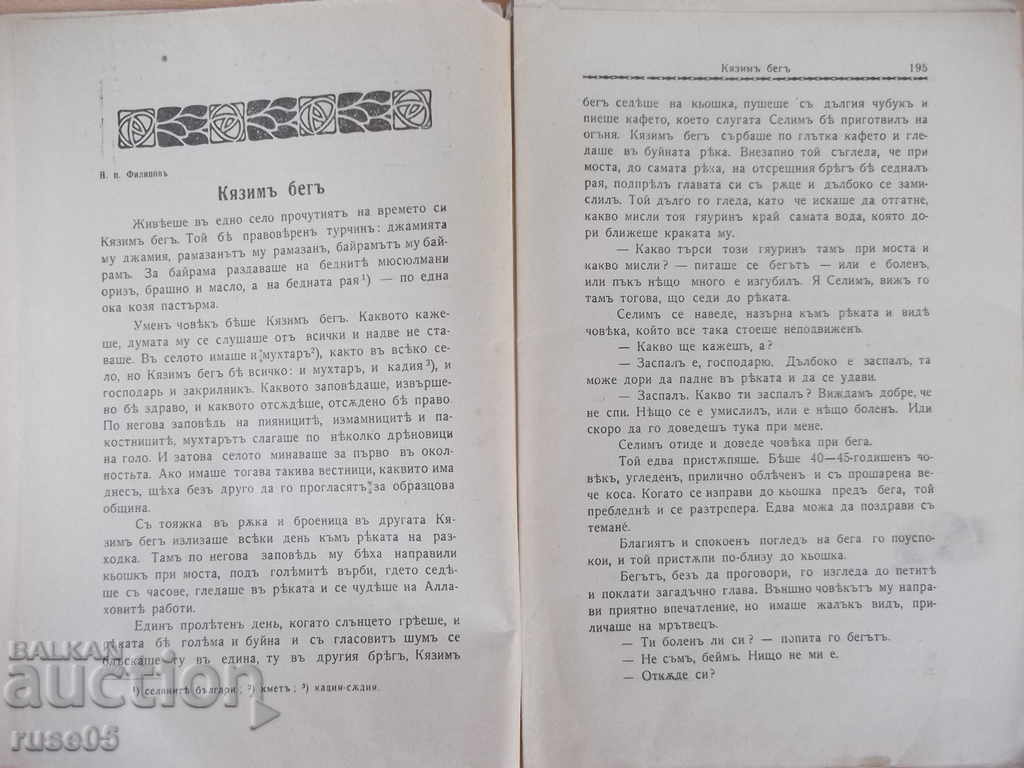 Н. п. Филиповъ
Кязимъ бегъ
Живѣеше въ едно село прочутиятъ на времето си
Кязимъ бегъ. Той бѣ правовѣренъ турчинъ: джамията
му джамия, рамазанътъ му рамазанъ, байрамътъ му бай-
рамъ. За байрама раздаваше на беднитѣ мюсюлмани
оризъ, брашно и масло, а на бедната рая¹) — по една
ока козя пастърма.
Уменъ човѣкъ бѣше Кязимъ бегъ. Каквото каже-
ше, думата му се слушаше отъ всички и надве не ста-
ваше. Въ селото имаше и мухтаръ²), както въ всѣко се-
ло, но Кязимъ бегъ бѣ всичко: и мухтаръ, и кадия³), и
господарь и закрилникъ. Каквото заповѣдаше, извърше-
но бѣ здраво, и каквото отсѫдѣше, отсѫдено бѣ право.
По негова заповѣдь на пияницитѣ, измамницитѣ и па-
костницитѣ, мухтарътъ слагаше по нѣколко дрѣновици
на голо. И затова селото минаваше за първо въ окол-
ностьта. Ако имаше тогава такива вестници, каквито има
днесъ, щѣха безъ друго да го прогласятъ за образцова
община.
Съ тояжка въ рѫка и броеница въ другата Кя-
зимъ бегъ излизаше всѣки день къмъ рѣката на раз-
ходка. Тамъ по негова заповѣдь му бѣха направили
кьошкъ при моста, подъ голѣмитѣ върби, гдето седѣ-
ше съ часове, гледаше въ рѣката и се чудѣше на Алла-
ховитѣ работи.
Единъ пролѣтенъ день, когато слънцето грѣеше, и
рѣката бѣ голѣма и буйна и съ гласовитъ шумъ се
блъскаше ту въ едина, ту въ другия брѣгъ, Кязимъ
¹) селянитѣ българи; ²) кметъ; ³) кадия-сѫдия.
Кязимъ бегъ 195
бегъ седѣше на кьошка, пушеше съ дългия чубукъ и
пиеше кафето, което слугата Селимъ бѣ приготвилъ на
огъня. Кязимъ бегъ сърбаше по глътка кафето и гле-
даше въ буйната рѣка. Внезапно той съгледа, че при
моста, до самата рѣка, на отсрещния брѣгъ бѣ седналъ
рая, подпрѣлъ главата си съ рѫце и дълбоко се зами-
слилъ. Той дълго го гледа, като че искаше да отгатне,
какво мисли тоя гяуринъ край самата вода, която до-
ри ближеше краката му.
— Какво търси този гяуринъ тамъ при моста и
какво мисли? — питаше се бегътъ — или е боленъ,
или пъкъ нѣщо много е изгубилъ. Я Селимъ, вижъ го
тамъ тогова, що седи до рѣката.
Селимъ се наведе, назърна къмъ рѣката и видѣ
човѣка, който все така стоеше неподвиженъ.
— Какво ще кажешъ, а?
— Заспалъ е, господарю. Дълбоко е заспалъ, та
може дори да падне въ рѣката и да се удави.
— Заспалъ. Какво ти заспалъ? Виждамъ добре, че
не спи. Нѣщо се е умислилъ, или е нѣщо боленъ. Иди
скоро да го доведешъ тука при мене.
Селимъ отиде и доведе човѣка при бега.
Той едва пристѫпяше. Бѣше 40—45-годишенъ чо-
вѣкъ, угледенъ, прилично облѣченъ и съ прошарена ве-
че коса. Когато се изправи до кьошка предъ бега, той
пребледнѣ и се разтрепера. Едва можа да поздрави съ
темане̂.
Благиятъ и спокоенъ погледъ на бега го поуспо-
кои, и той пристѫпи по-близу до кьошка.
Бегътъ, безъ да проговори, го изгледа до петитѣ
и поклати загадъчно глава. Външно човѣкътъ му напра-
ви приятно впечатление, но имаше жалъкъ видъ, при-
личаше на мрътвецъ.
— Ти боленъ ли си? — попита го бегътъ.
— Не съмъ, беймъ. Нищо не ми е.
— Откѫде си?
БАЛКАН
auction
ruse05